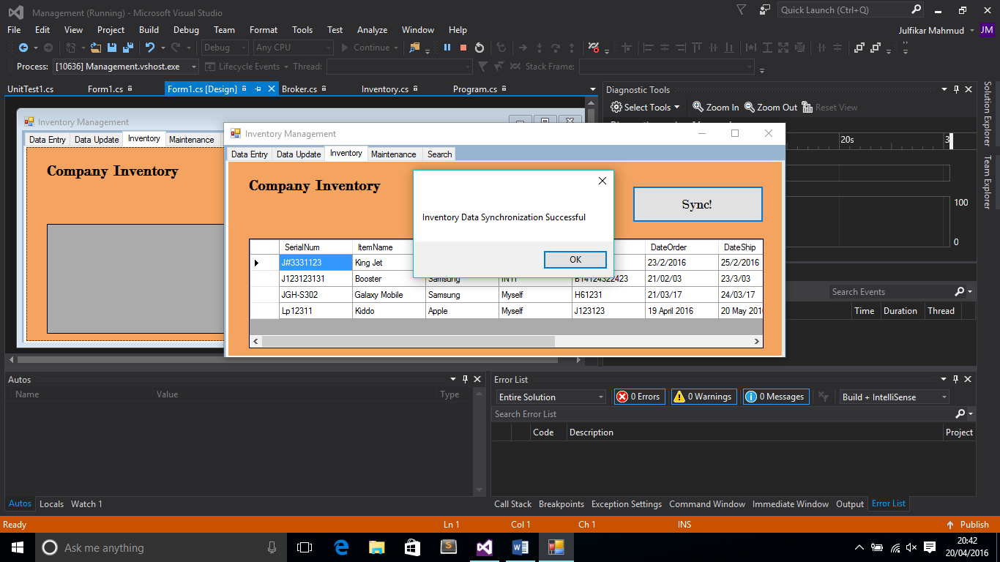 Management (Running) - Microsoft Visual Studio
Quick Launch (Ctrl+Q)
File Edit View Project Build Debug Team Format Tools Test Analyze Window Help
Julfikar Mahmud JM
Debug Any CPU Continue
Process: [10636] Management.vshost.exe Lifecycle Events Thread: Stack Frame:
UnitTest1.cs Form1.cs Form1.cs [Design] Broker.cs Inventory.cs Program.cs
Diagnostic Tools
Select Tools Zoom In Zoom Out Reset View
Solution Explorer
Team Explorer
20s
100
0
Search Events
Time Duration Thread
Inventory Management
Data Entry Data Update Inventory Maintenance
Company Inventory
Inventory Management
Data Entry Data Update Inventory Maintenance Search
Company Inventory
Sync!
Inventory Data Synchronization Successful
OK
SerialNum ItemName DateOrder DateShip
J#3331123 King Jet 23/2/2016 25/2/2016
J123123131 Booster Samsung INTI B14124322423 21/02/03 23/3/03
JGH-S302 Galaxy Mobile Samsung Myself H61231 21/03/17 24/03/17
Lp12311 Kiddo Apple Myself J123123 19 April 2016 20 May 201
Autos
Name Value Type
Autos Locals Watch 1
Error List
Entire Solution 0 Errors 0 Warnings 0 Messages Build + IntelliSense
Search Error List
Code Description Project
Call Stack Breakpoints Exception Settings Command Window Immediate Window Output Error List
Ready Ln 1 Col 1 Ch 1 INS Publish
Ask me anything
20:42
20/04/2016